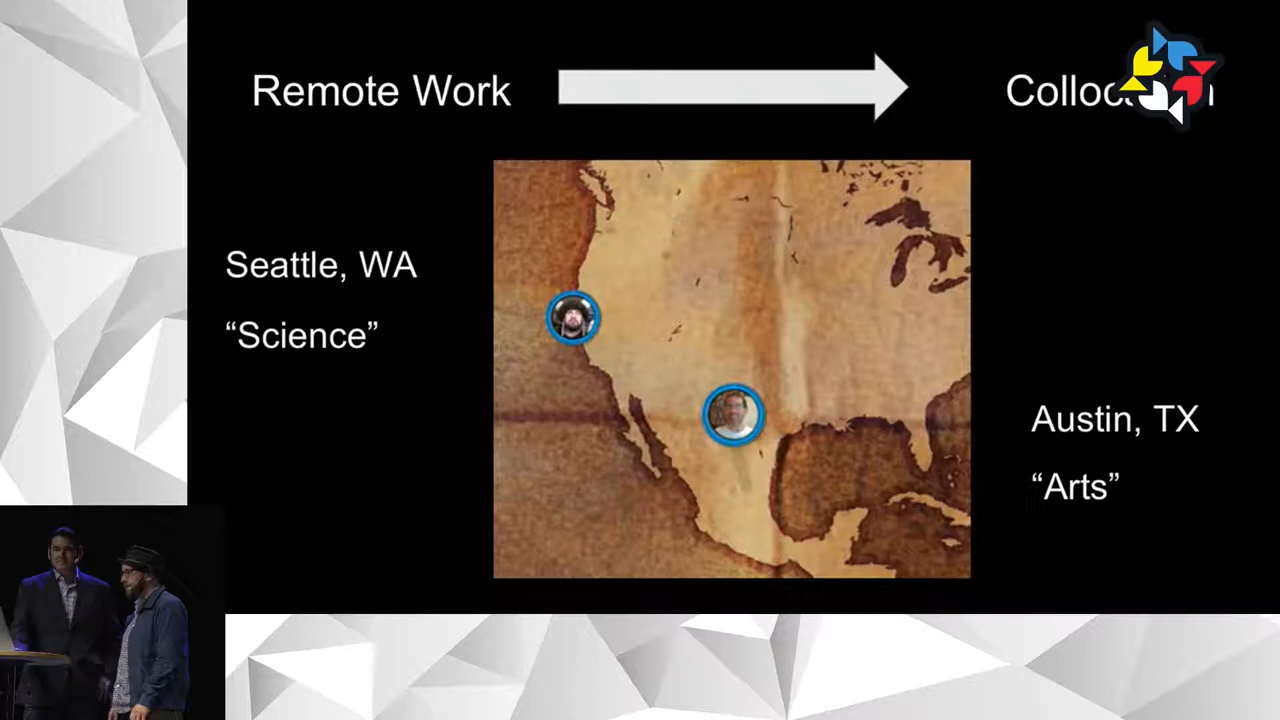 Remote Work
Seattle, WA
“Science”
Austin, TX
“Arts”